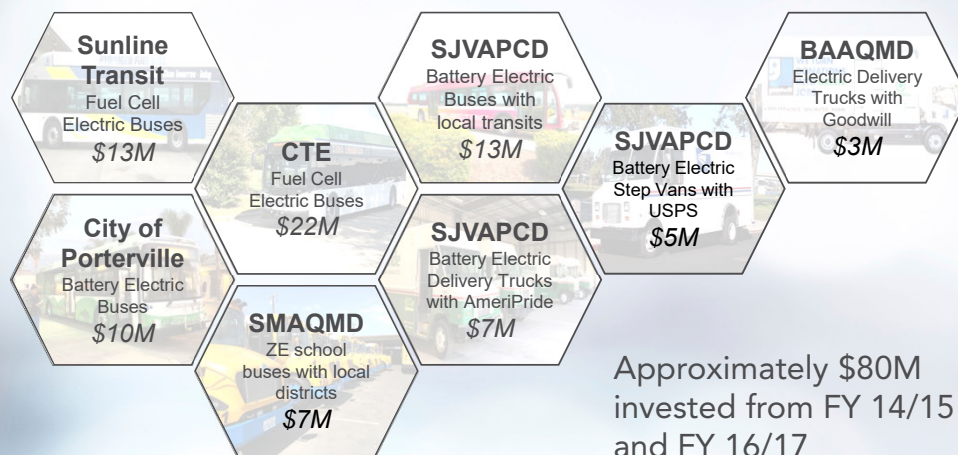 Sunline
Transit
Fuel Cell
Electric Buses
$13M
City of
Porterville
Battery Electric
Buses
$10M
CTE
Fuel Cell
Electric Buses
$22M
SMAQMD
ZE school
buses with local
districts
$7M
SJVAPCD
Battery Electric
Buses with
local transits
$13M
SJVAPCD
Battery Electric
Delivery Trucks
with AmeriPride
$7M
SJVAPCD
Battery Electric
Step Vans with
USPS
$5M
BAAQMD
Electric Delivery
Trucks with
Goodwill
$3M
Approximately $80M
invested from FY 14/15
and FY 16/17